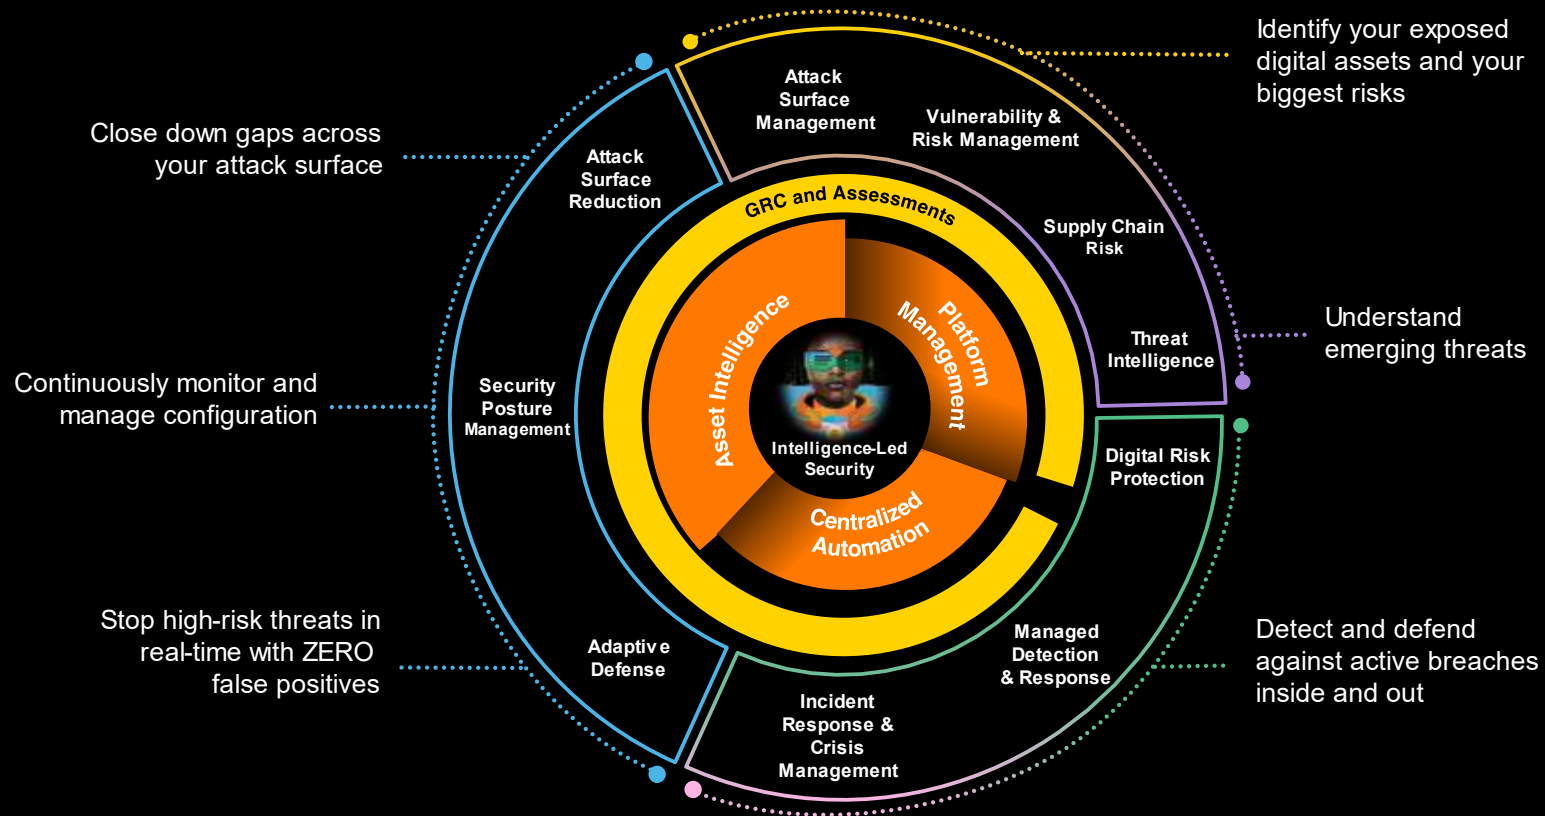 Identify your exposed
digital assets and your
biggest risks
Close down gaps across
your attack surface
Attack
Surface
Management
Vulnerability &
Risk Management
Attack
Surface
Reduction
GRC and Assessments
Supply Chain
Risk
Threat
Intelligence
Understand
emerging threats
Asset Intelligence
Platform
Management
Continuously monitor and
manage configuration
Security
Posture
Management
Intelligence-Led
Security
Digital Risk
Protection
Centralized
Automation
Stop high-risk threats in
real-time with ZERO
false positives
Adaptive
Defense
Managed
Detection
& Response
Detect and defend
against active breaches
inside and out
Incident
Response &
Crisis
Management